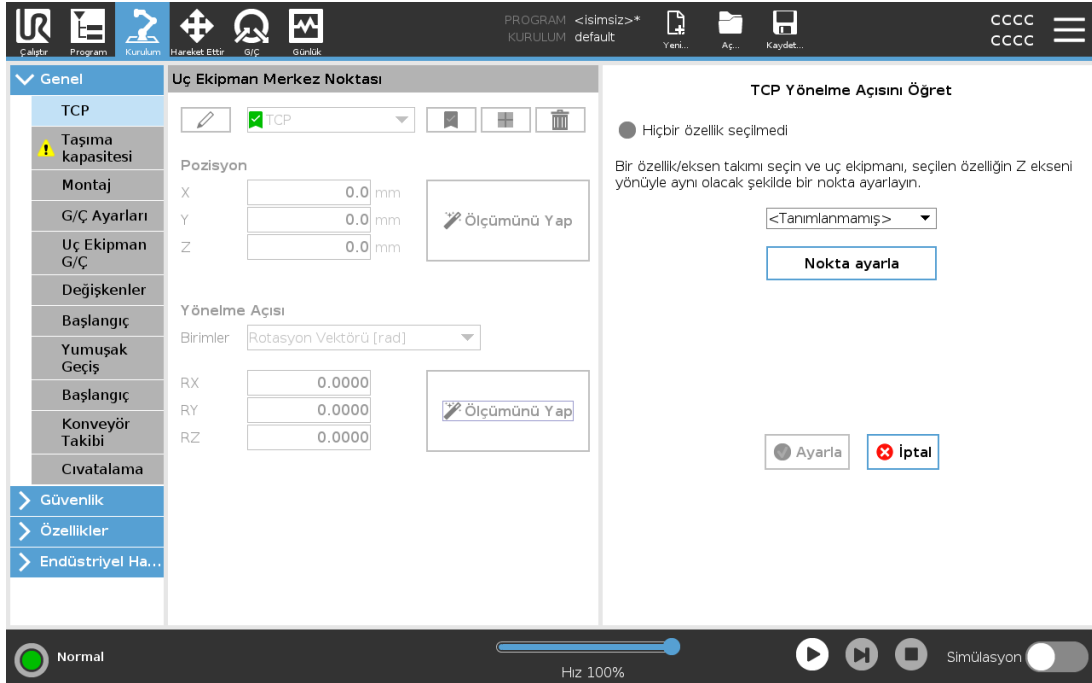 PROGRAM <isimsiz>*
KURULUM default
Çalıştır
Program
Kurulum
Hareket Ettir
G/Ç
Günlük
Yeni...
Aç...
Kaydet...
CCCC
CCCC
Genel
TCP
Taşıma
kapasitesi
Montaj
G/Ç Ayarları
Uç Ekipman
G/Ç
Değişkenler
Başlangıç
Yumuşak
Geçiş
Başlangıç
Konveyör
Takibi
Cıvatalama
Güvenlik
Özellikler
Endüstriyel Ha...
Uç Ekipman Merkez Noktası
TCP
Pozisyon
X 0.0 mm
Y 0.0 mm
Z 0.0 mm
Ölçümünü Yap
Yönelme Açısı
Birimler Rotasyon Vektörü [rad]
RX 0.0000
RY 0.0000
RZ 0.0000
Ölçümünü Yap
TCP Yönelme Açısını Öğret
Hiçbir özellik seçilmedi
Bir özellik/eksen takımı seçin ve uç ekipmanı, seçilen özelliğin Z ekseni
yönüyle aynı olacak şekilde bir nokta ayarlayın.
<Tanımlanmamış>
Nokta ayarla
Ayarla
İptal
Normal
Hız 100%
Simülasyon